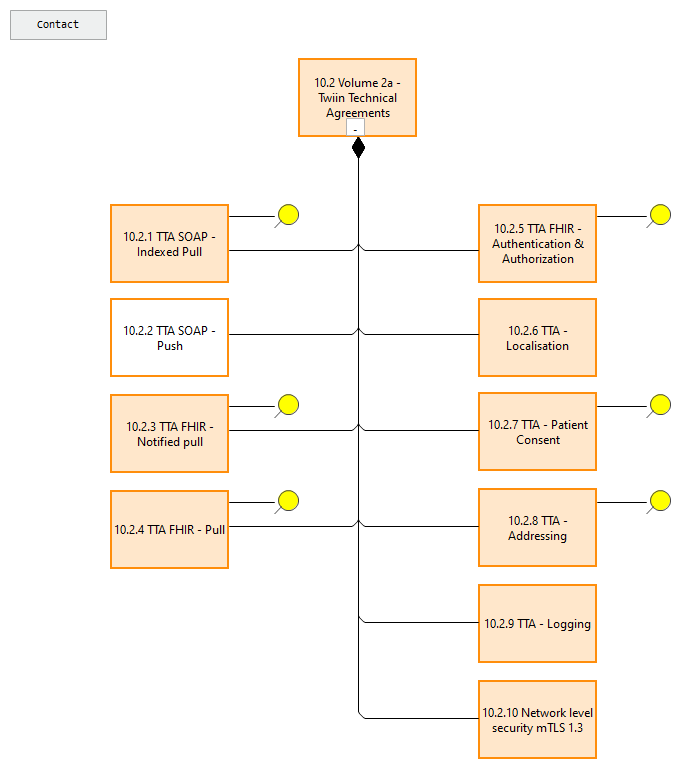 Contact
10.2 Volume 2a -
Twiin Technical
Agreements
-
10.2.1 TTA SOAP -
Indexed Pull
10.2.2 TTA SOAP -
Push
10.2.3 TTA FHIR -
Notified pull
10.2.4 TTA FHIR - Pull
10.2.5 TTA FHIR -
Authentication &
Authorization
10.2.6 TTA -
Localisation
10.2.7 TTA - Patient
Consent
10.2.8 TTA -
Addressing
10.2.9 TTA - Logging
10.2.10 Network level
security mTLS 1.3